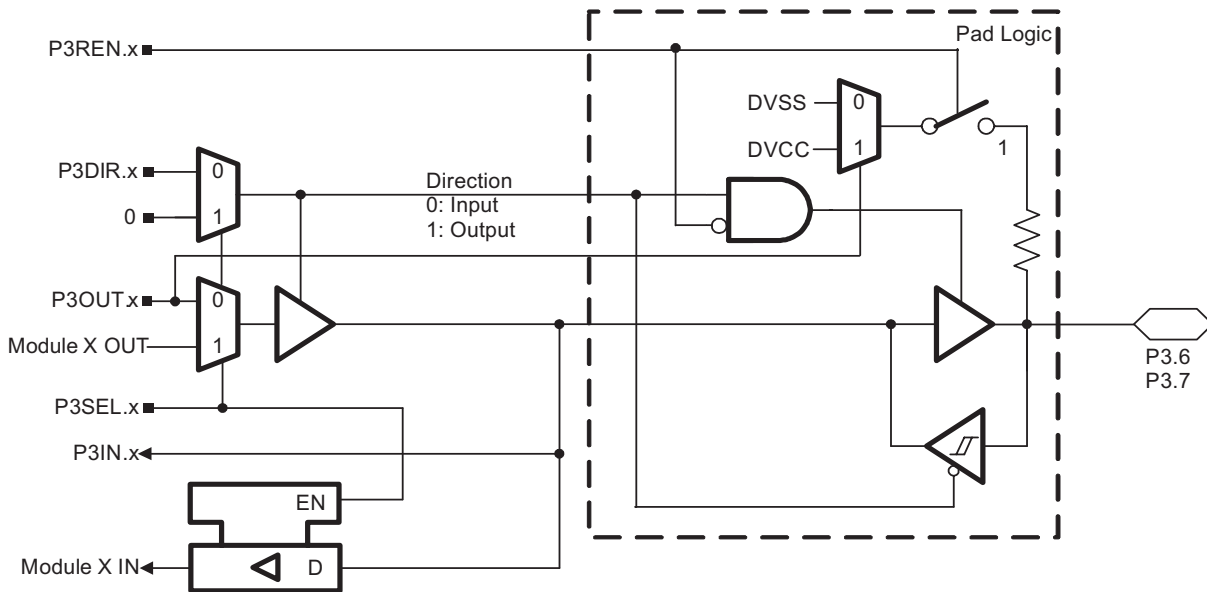 P3REN.x
Pad Logic
DVSS
0
DVCC
1
1
P3DIR.x
0
0
1
Direction
0: Input
1: Output
P3OUT.x
0
Module X OUT
1
P3SEL.x
P3IN.x
EN
Module X IN
D
P3.6
P3.7